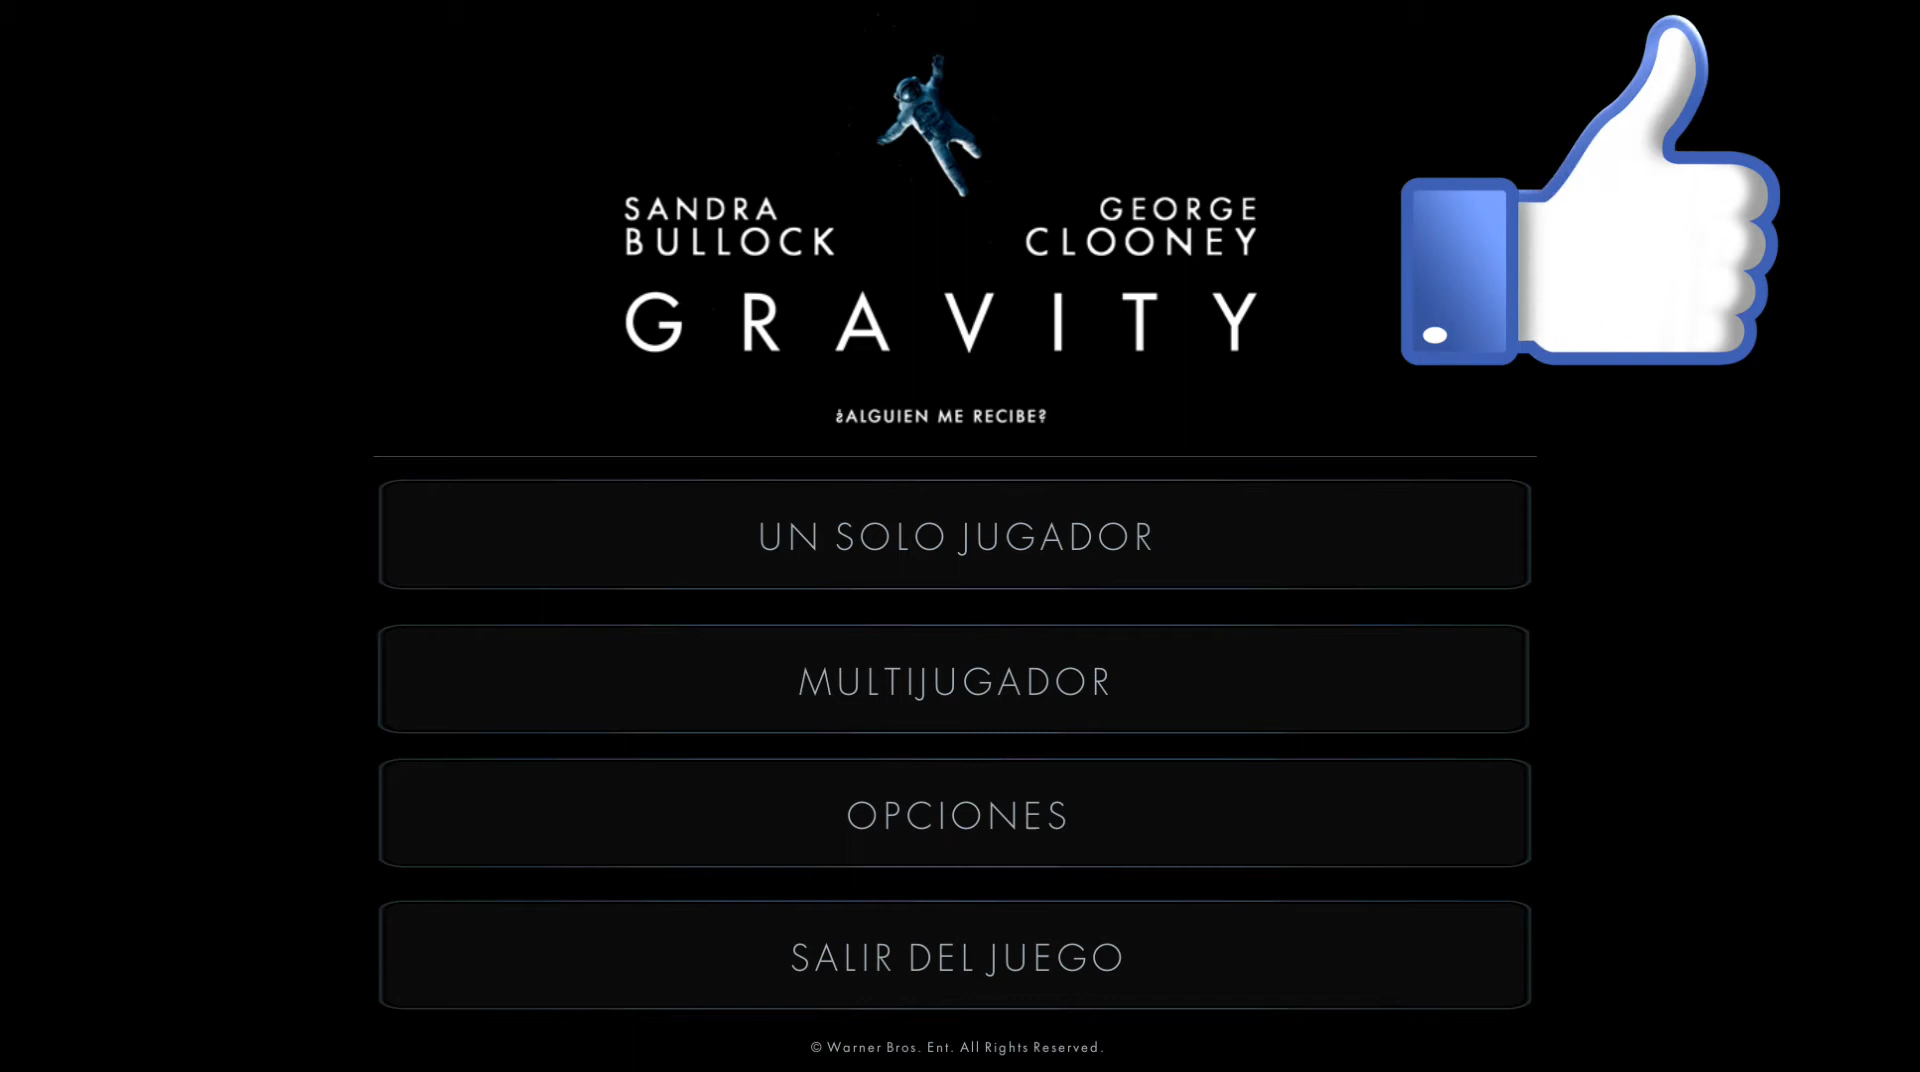 SANDRA
BULLOCK
GEORGE
CLOONEY
GRAVITY
¿ALGUIEN ME RECIBE?
UN SOLO JUGADOR
MULTIJUGADOR
OPCIONES
SALIR DEL JUEGO
© Warner Bros. Ent. All Rights Reserved.